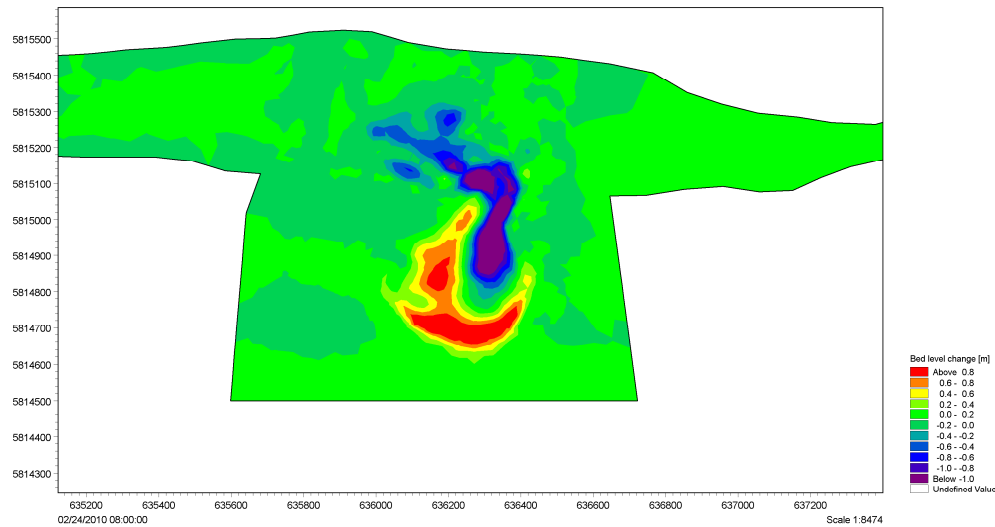 5815500
5815400
5815300
5815200
5815100
5815000
5814900
5814800
5814700
5814600
5814500
5814400
5814300
635200 635400 635600 635800 636000 636200 636400 636600 636800 637000 637200
02/24/2010 08:00:00
Scale 1:8474
Bed level change [m]
Above 0.8
0.6 - 0.8
0.4 - 0.6
0.2 - 0.4
0.0 - 0.2
-0.2 - 0.0
-0.4 - -0.2
-0.6 - -0.4
-0.8 - -0.6
-1.0 - -0.8
Below -1.0
Undefined Value